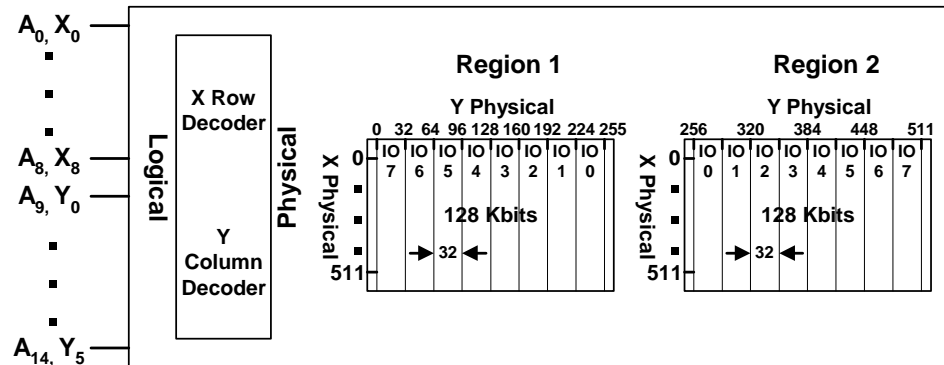 A0, X0
A8, X8
A9, Y0
A14, Y5
Logical
X Row
Decoder
Y
Column
Decoder
Physical
Region 1
Y Physical
0 32 64 96 128 160 192 224 255
X Physical
0
511
IO IO IO IO IO IO IO IO
7 6 5 4 3 2 1 0
128 Kbits
32
Region 2
Y Physical
256 320 384 448 511
X Physical
0
511
IO IO IO IO IO IO IO IO
0 1 2 3 4 5 6 7
128 Kbits
32